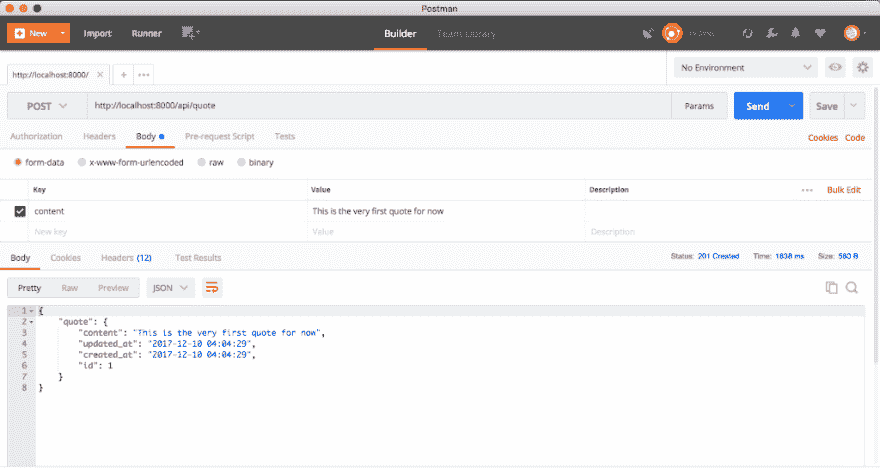 Postman
New Import Runner Builder Team Library
http://localhost:8000/ No Environment
POST http://localhost:8000/api/quote Params Send Save
Authorization Headers Body Pre-request Script Tests Cookies Code
form-data x-www-form-urlencoded raw binary
Key Value Description Bulk Edit
content This is the very first quote for now
New key Value Description
Body Cookies Headers (12) Test Results Status: 201 Created Time: 1638 ms Size: 563 B
Pretty Raw Preview JSON
1 {
2 "quote": {
3 "content": "This is the very first quote for now",
4 "updated_at": "2017-12-10 04:04:29",
5 "created_at": "2017-12-10 04:04:29",
6 "id": 1
7 }
8 }